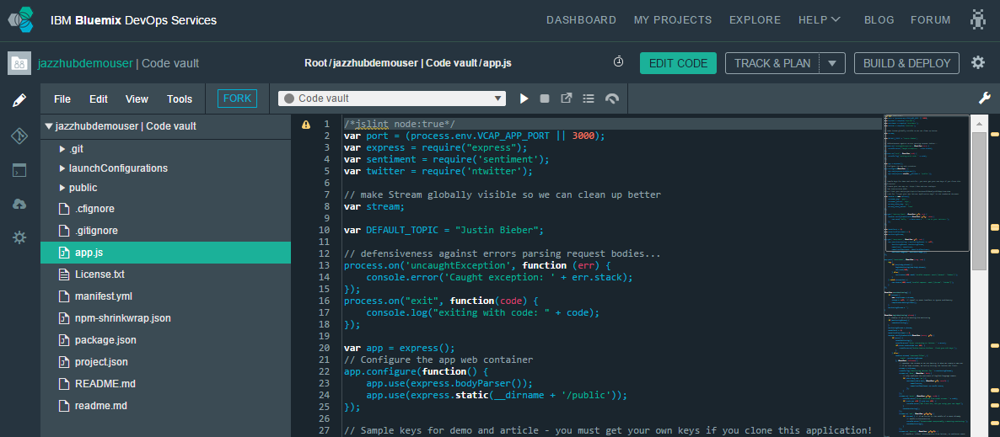 IBM Bluemix DevOps Services
DASHBOARD MY PROJECTS EXPLORE HELP BLOG FORUM
jazzhubdemouser | Code vault
Root / jazzhubdemouser | Code vault / app.js
EDIT CODE TRACK & PLAN BUILD & DEPLOY
File Edit View Tools FORK Code vault
jazzhubdemouser | Code vault
.git
launchConfigurations
public
.cfignore
.gitignore
app.js
License.txt
manifest.yml
npm-shrinkwrap.json
package.json
project.json
README.md
readme.md
1 /*jslint node:true*/
2 var port = (process.env.VCAP_APP_PORT || 3000);
3 var express = require("express");
4 var sentiment = require('sentiment');
5 var twitter = require('ntwitter');
6
7 // make Stream globally visible so we can clean up better
8 var stream;
9
10 var DEFAULT_TOPIC = "Justin Bieber";
11
12 // defensiveness against errors parsing request bodies...
13 process.on('uncaughtException', function (err) {
14     console.error('Caught exception: ' + err.stack);
15 });
16 process.on("exit", function(code) {
17     console.log("exiting with code: " + code);
18 });
19
20 var app = express();
21 // Configure the app web container
22 app.configure(function() {
23     app.use(express.bodyParser());
24     app.use(express.static(__dirname + '/public'));
25 });
26
27 // Sample keys for demo and article - you must get your own keys if you clone this application!